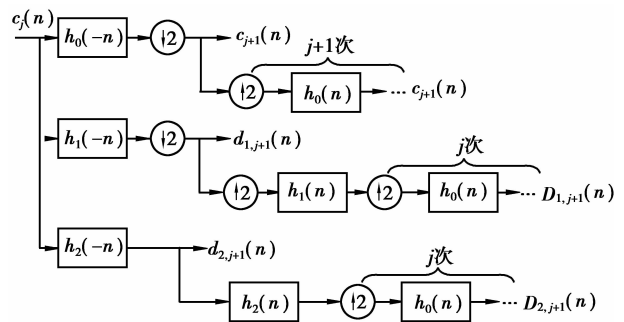 c_j(n)
h_0(−n) ↓2 c_{j+1}(n)
j+1次
↑2 h_0(n) ··· c_{j+1}(n)
h_1(−n) ↓2 d_{1,j+1}(n)
j次
↑2 h_1(n) ↑2 h_0(n) ··· D_{1,j+1}(n)
h_2(−n) d_{2,j+1}(n)
j次
h_2(n) ↑2 h_0(n) ··· D_{2,j+1}(n)